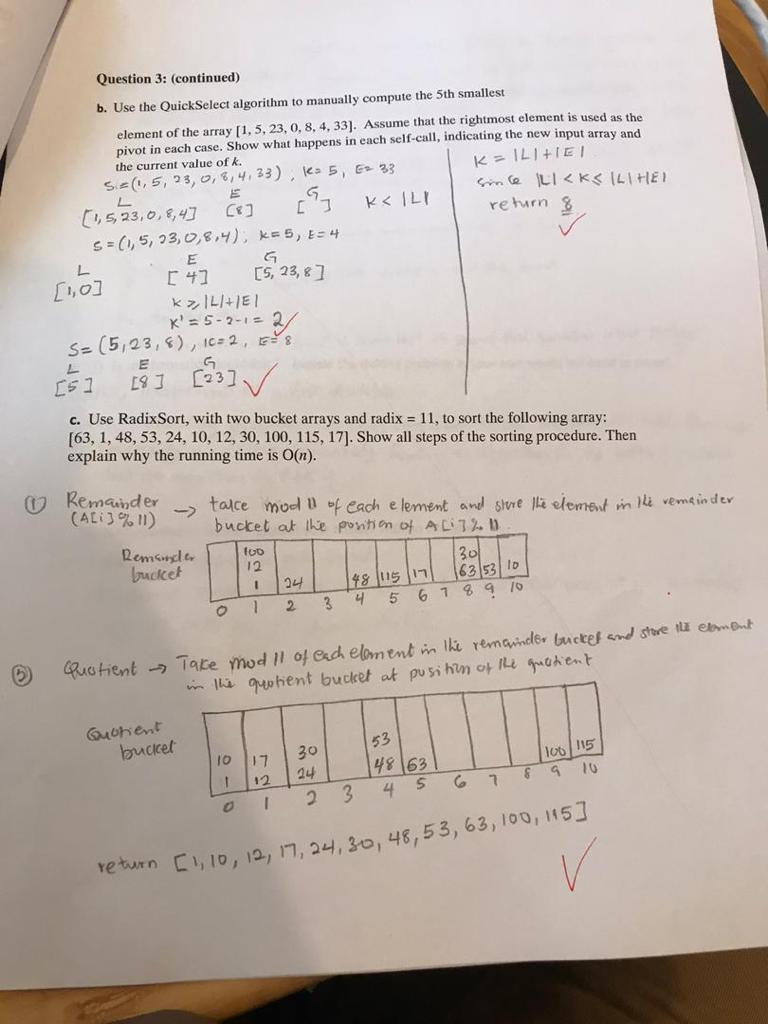 Question 3: (continued)
b. Use the QuickSelect algorithm to manually compute the 5th smallest
element of the array [1, 5, 23, 0, 8, 4, 33]. Assume that the rightmost element is used as the
pivot in each case. Show what happens in each self-call, indicating the new input array and
the current value of k.
S = (1, 5, 23, 0, 8, 4, 33), k = 5, E = 33
L E G
[1, 5, 23, 0, 8, 4] [8] [ ] K < |L|
S = (1, 5, 23, 0, 8, 4), k = 5, E = 4
L E G
[1, 0] [4] [5, 23, 8]
k ≥ |L| + |E|
K' = 5 - 2 - 1 = 2
S = (5, 23, 8), k = 2, E = 8
L E G
[5] [8] [23]
K = |L| + |E|
Since |L| < K ≤ |L| + |E|
return 8
c. Use RadixSort, with two bucket arrays and radix = 11, to sort the following array:
[63, 1, 48, 53, 24, 10, 12, 30, 100, 115, 17]. Show all steps of the sorting procedure. Then
explain why the running time is O(n).
① Remainder → take mod 11 of each element and store the element in the remainder
(A[i] % 11) bucket at the position of A[i] % 11.
Remainder 100 30
bucket 12 63 53 10
1 24 48 115 17
0 1 2 3 4 5 6 7 8 9 10
② Quotient → Take mod 11 of each element in the remainder bucket and store the element
in the quotient bucket at position of the quotient
Quotient 53
bucket 10 17 30 48 63 100 115
1 12 24
0 1 2 3 4 5 6 7 8 9 10
return [1, 10, 12, 17, 24, 30, 48, 53, 63, 100, 115]